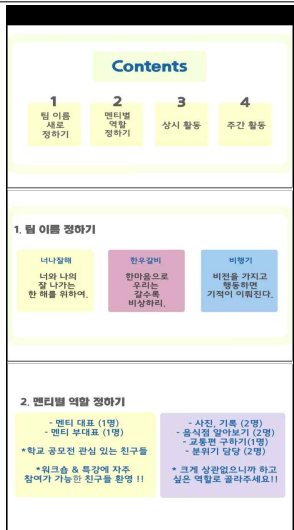 Contents
1
팀 이름
새로
정하기
2
멘티별
역할
정하기
3
상시 활동
4
주간 활동
1. 팀 이름 정하기
너나잘해
너와 나의
잘 나가는
한 해를 위하여.
한우갈비
한마음으로
우리는
갈수록
비상하리.
비행기
비전을 가지고
행동하면
기적이 이뤄진다.
2. 멘티별 역할 정하기
- 멘티 대표 (1명)
- 멘티 부대표 (1명)
*학교 공모전 관심 있는 친구들
*워크숍 & 특강에 자주
참여가 가능한 친구들 환영 !!
- 사진, 기록 (2명)
- 음식점 알아보기 (2명)
- 교통편 구하기(1명)
- 분위기 담당 (2명)
* 크게 상관없으니까 하고
싶은 역할로 골라주세요!!